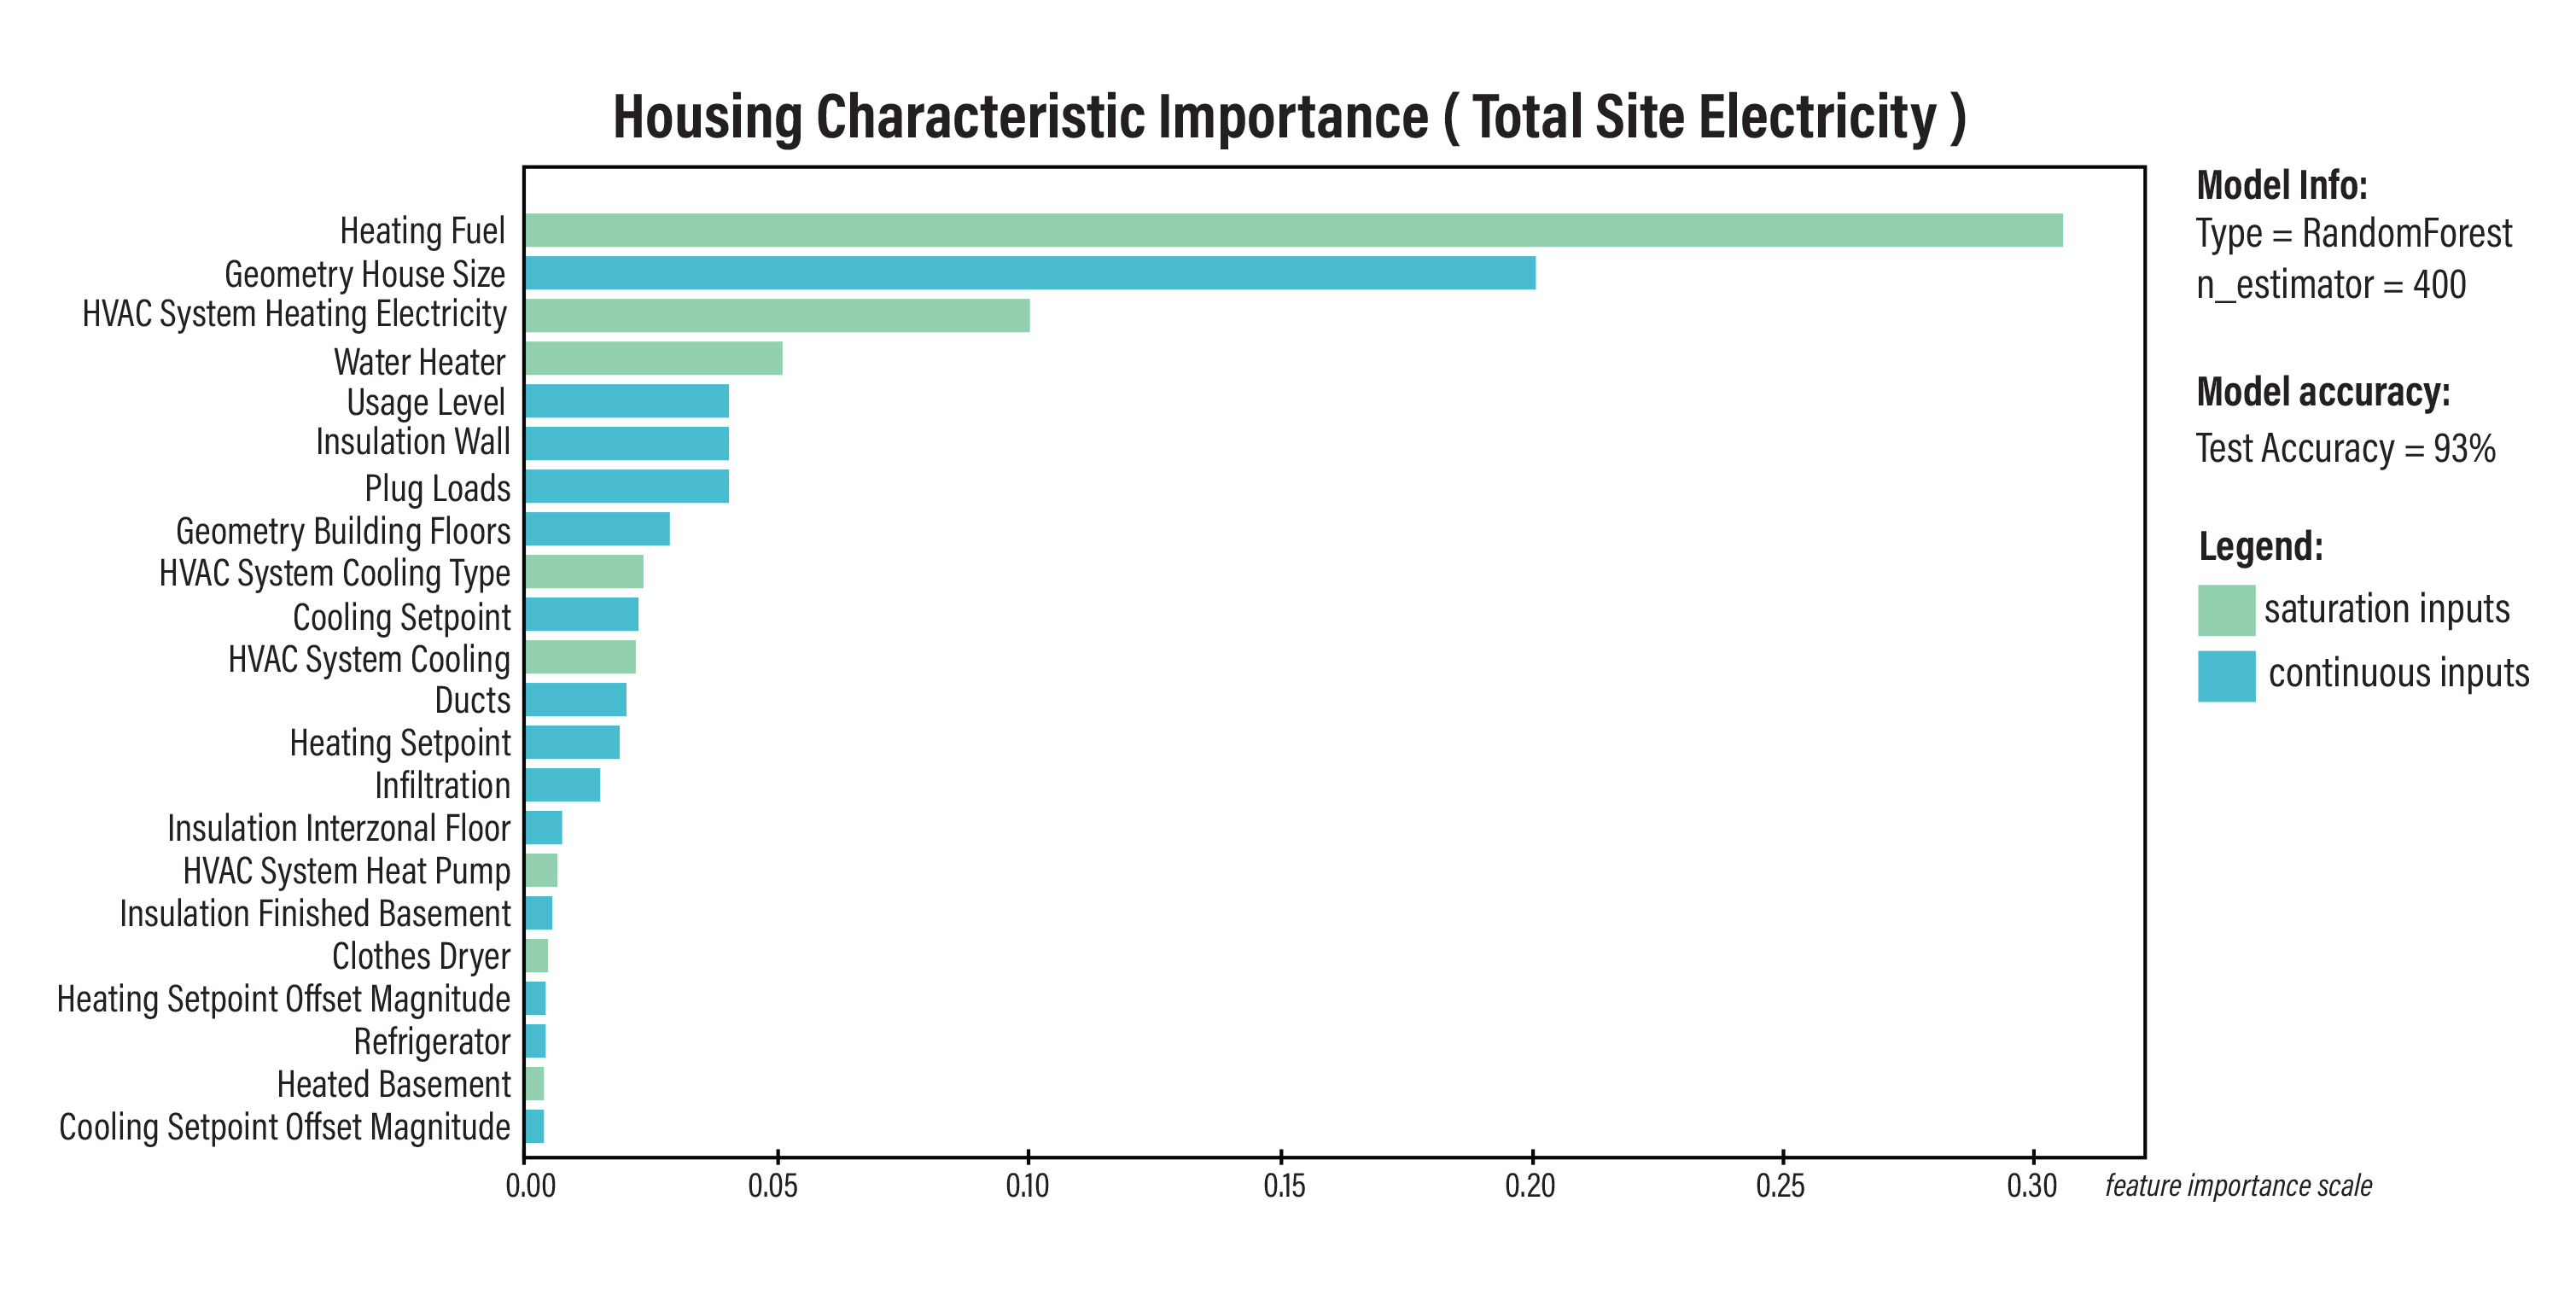 Housing Characteristic Importance ( Total Site Electricity )
Heating Fuel
Geometry House Size
HVAC System Heating Electricity
Water Heater
Usage Level
Insulation Wall
Plug Loads
Geometry Building Floors
HVAC System Cooling Type
Cooling Setpoint
HVAC System Cooling
Ducts
Heating Setpoint
Infiltration
Insulation Interzonal Floor
HVAC System Heat Pump
Insulation Finished Basement
Clothes Dryer
Heating Setpoint Offset Magnitude
Refrigerator
Heated Basement
Cooling Setpoint Offset Magnitude
0.00 0.05 0.10 0.15 0.20 0.25 0.30 feature importance scale
Model Info:
Type = RandomForest
n_estimator = 400
Model accuracy:
Test Accuracy = 93%
Legend:
saturation inputs
continuous inputs